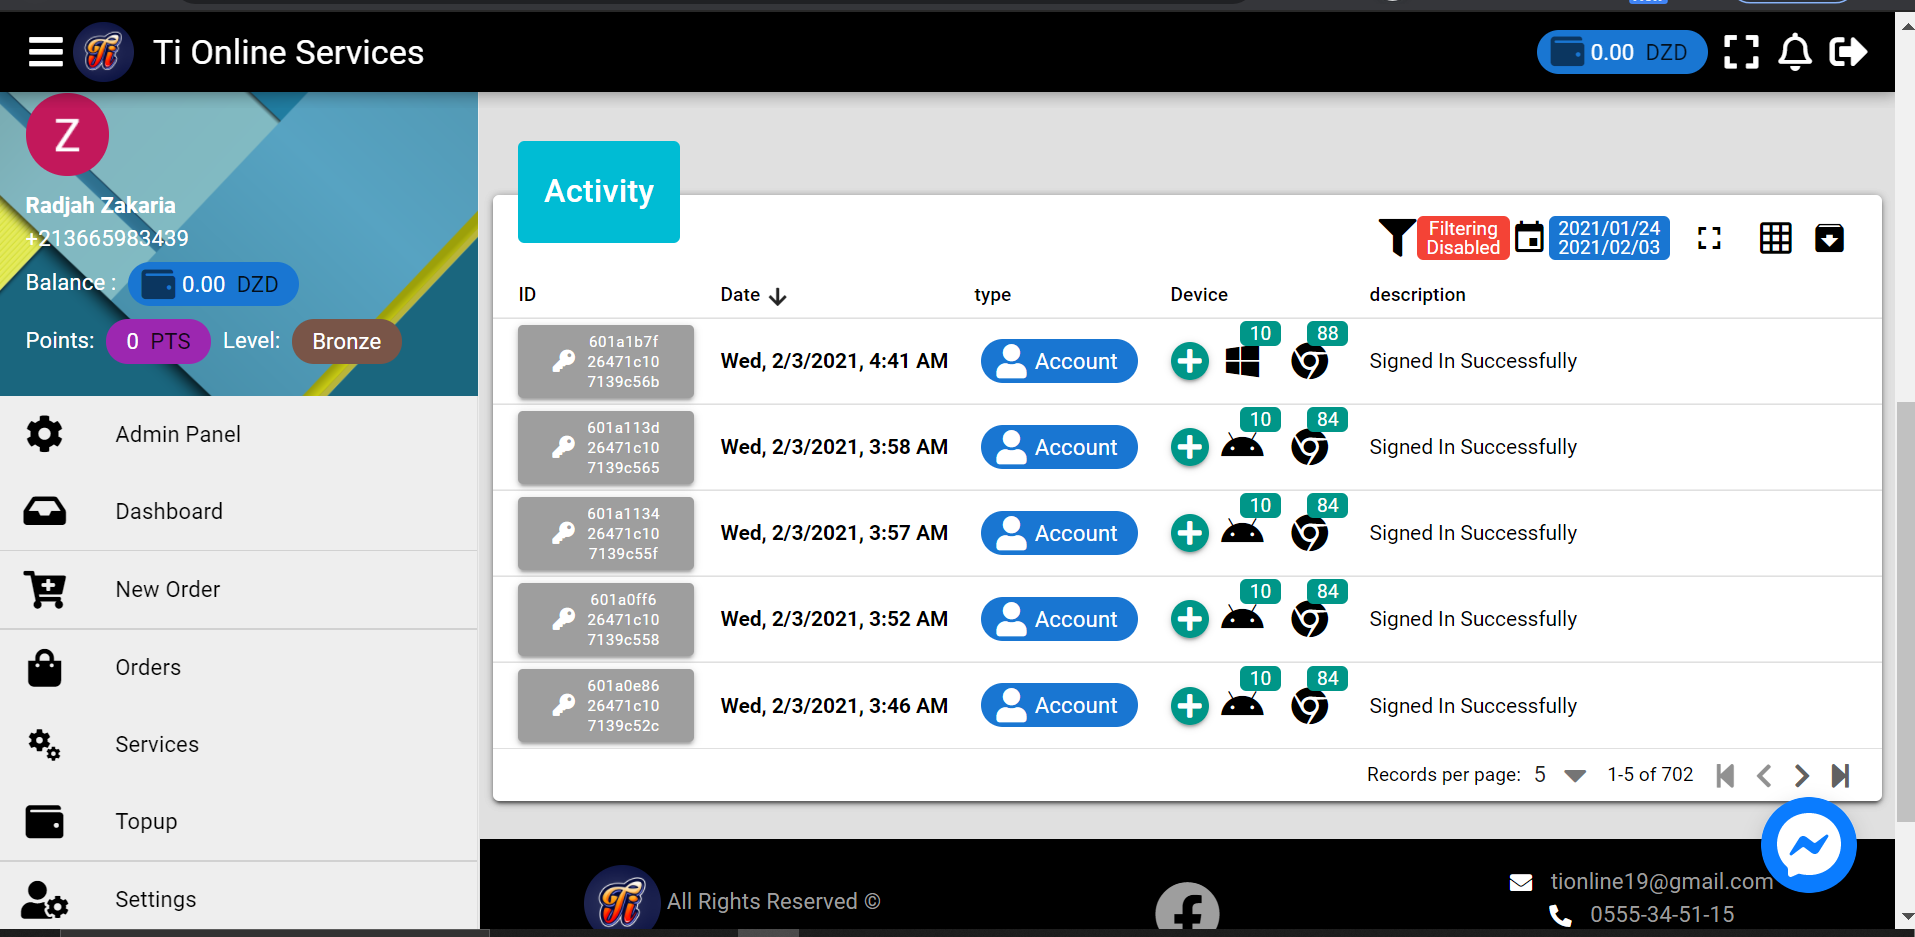 Ti Online Services
0.00 DZD
Z
Radjah Zakaria
+213665983439
Balance : 0.00 DZD
Points: 0 PTS Level: Bronze
Admin Panel
Dashboard
New Order
Orders
Services
Topup
Settings
Activity
Filtering
Disabled
2021/01/24
2021/02/03
ID Date type Device description
601a1b7f
26471c10
7139c56b
Wed, 2/3/2021, 4:41 AM Account 10 88 Signed In Successfully
601a113d
26471c10
7139c565
Wed, 2/3/2021, 3:58 AM Account 10 84 Signed In Successfully
601a1134
26471c10
7139c55f
Wed, 2/3/2021, 3:57 AM Account 10 84 Signed In Successfully
601a0ff6
26471c10
7139c558
Wed, 2/3/2021, 3:52 AM Account 10 84 Signed In Successfully
601a0e86
26471c10
7139c52c
Wed, 2/3/2021, 3:46 AM Account 10 84 Signed In Successfully
Records per page: 5 1-5 of 702
Ti
All Rights Reserved ©
tionline19@gmail.com
0555-34-51-15